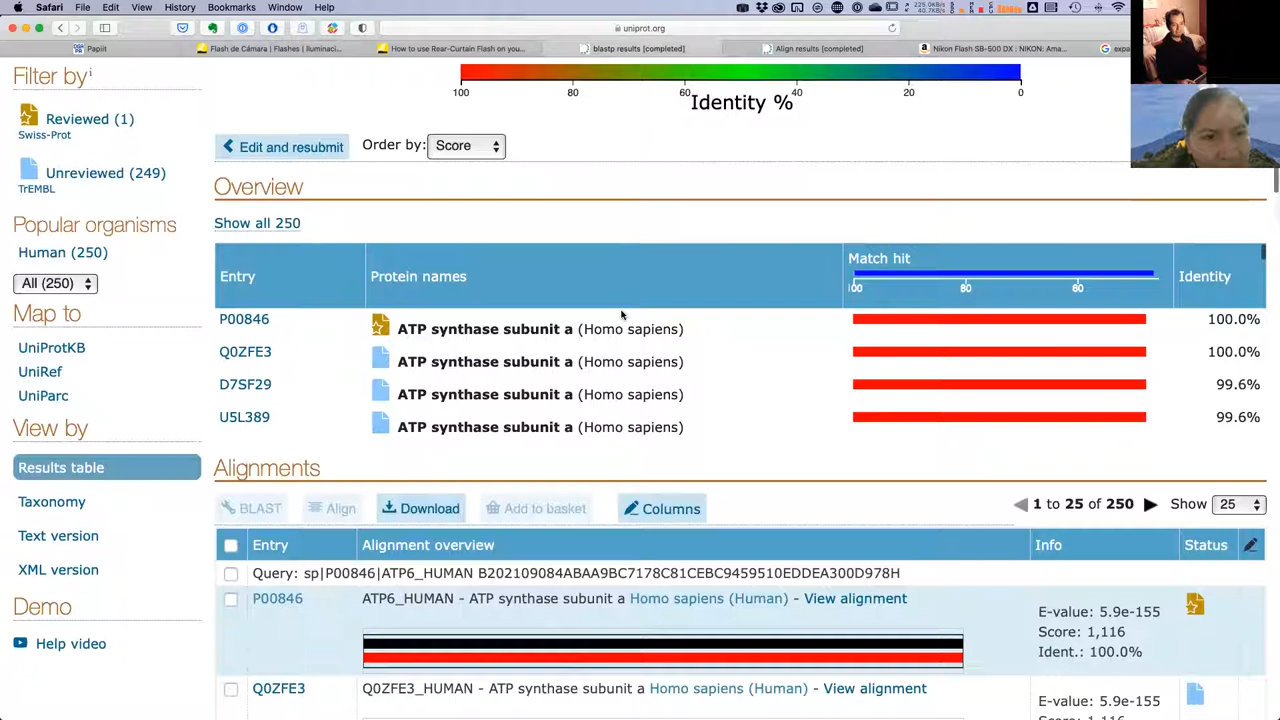 Safari File Edit View History Bookmarks Window Help
225.0KB/s
40.7KB/s
uniprot.org
Papiit
Flash de Cámara | Flashes | Iluminaci...
How to use Rear-Curtain Flash on you...
blastp results [completed]
Align results [completed]
Nikon Flash SB-500 DX : NIKON: Ama...
expa
Filter by i
Reviewed (1)
Swiss-Prot
Unreviewed (249)
TrEMBL
Popular organisms
Human (250)
All (250)
Map to
UniProtKB
UniRef
UniParc
View by
Results table
Taxonomy
Text version
XML version
Demo
Help video
100 80 60 40 20 0
Identity %
Edit and resubmit Order by: Score
Overview
Show all 250
Entry Protein names Match hit Identity
100 80 60
P00846 ATP synthase subunit a (Homo sapiens) 100.0%
Q0ZFE3 ATP synthase subunit a (Homo sapiens) 100.0%
D7SF29 ATP synthase subunit a (Homo sapiens) 99.6%
U5L389 ATP synthase subunit a (Homo sapiens) 99.6%
Alignments
BLAST Align Download Add to basket Columns 1 to 25 of 250 Show 25
Entry Alignment overview Info Status
Query: sp|P00846|ATP6_HUMAN B202109084ABAA9BC7178C81CEBC9459510EDDEA300D978H
P00846 ATP6_HUMAN - ATP synthase subunit a Homo sapiens (Human) - View alignment
E-value: 5.9e-155
Score: 1,116
Ident.: 100.0%
Q0ZFE3 Q0ZFE3_HUMAN - ATP synthase subunit a Homo sapiens (Human) - View alignment
E-value: 5.9e-155